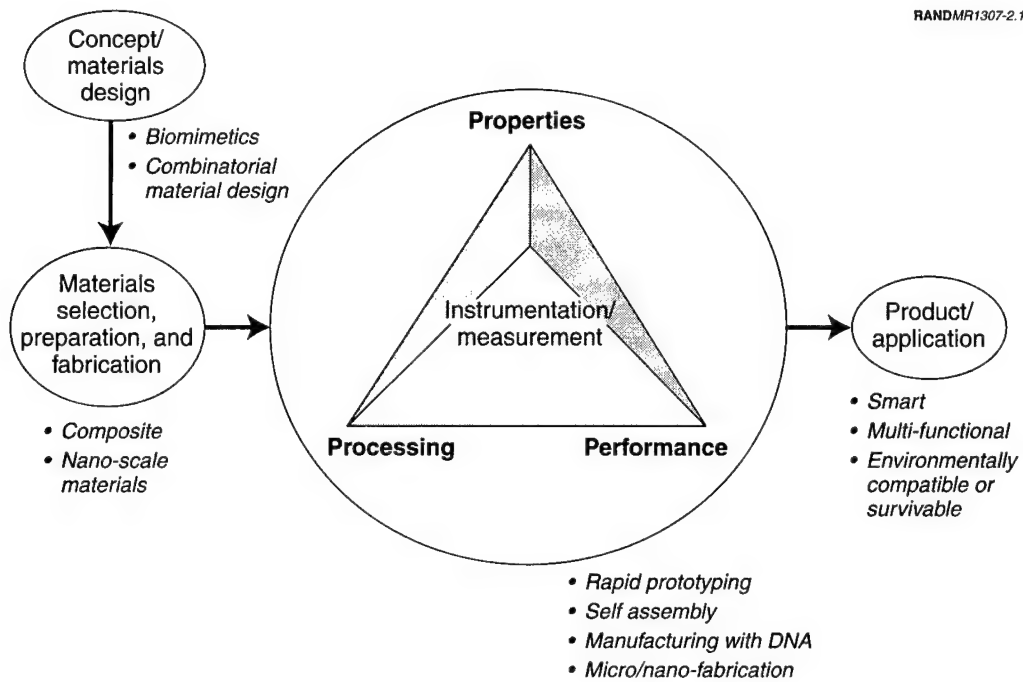 RANDMR1307-2.1
Concept/
materials
design
• Biomimetics
• Combinatorial
material design
Materials
selection,
preparation, and
fabrication
• Composite
• Nano-scale
materials
Properties
Instrumentation/
measurement
Processing
Performance
• Rapid prototyping
• Self assembly
• Manufacturing with DNA
• Micro/nano-fabrication
Product/
application
• Smart
• Multi-functional
• Environmentally
compatible or
survivable